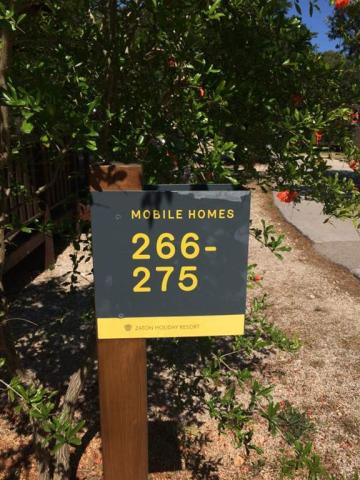 MOBILE HOMES
266-
275
ZATON HOLIDAY RESORT